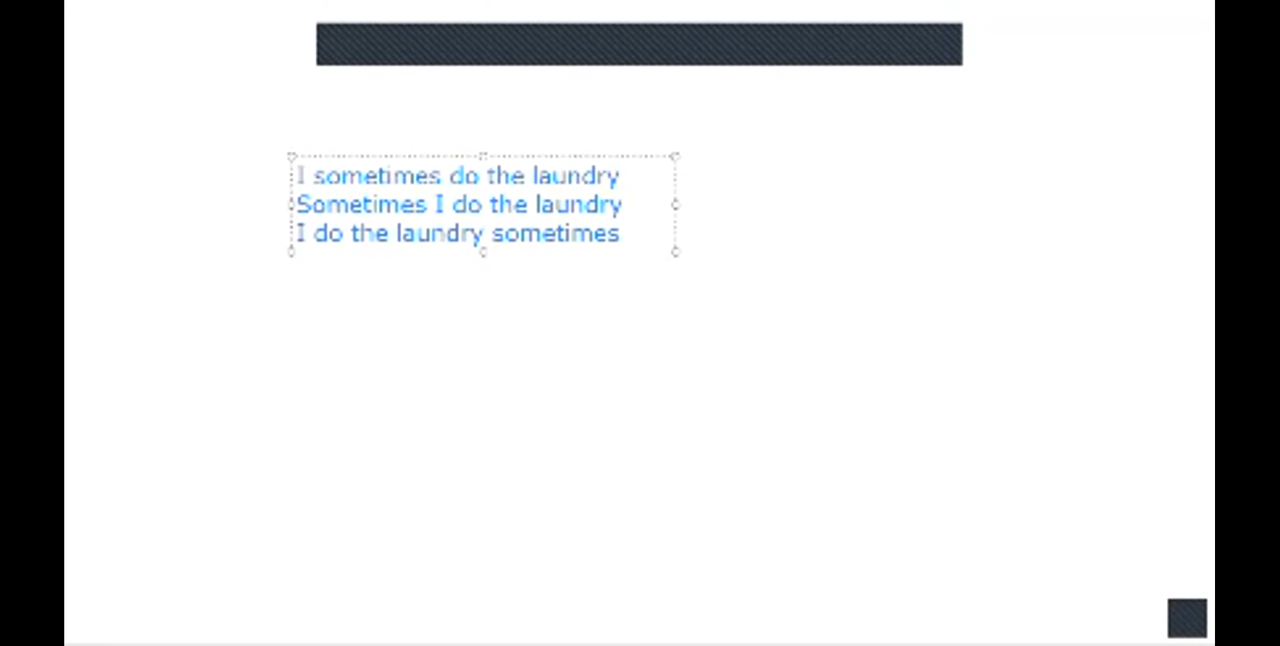 I sometimes do the laundry
Sometimes I do the laundry
I do the laundry sometimes